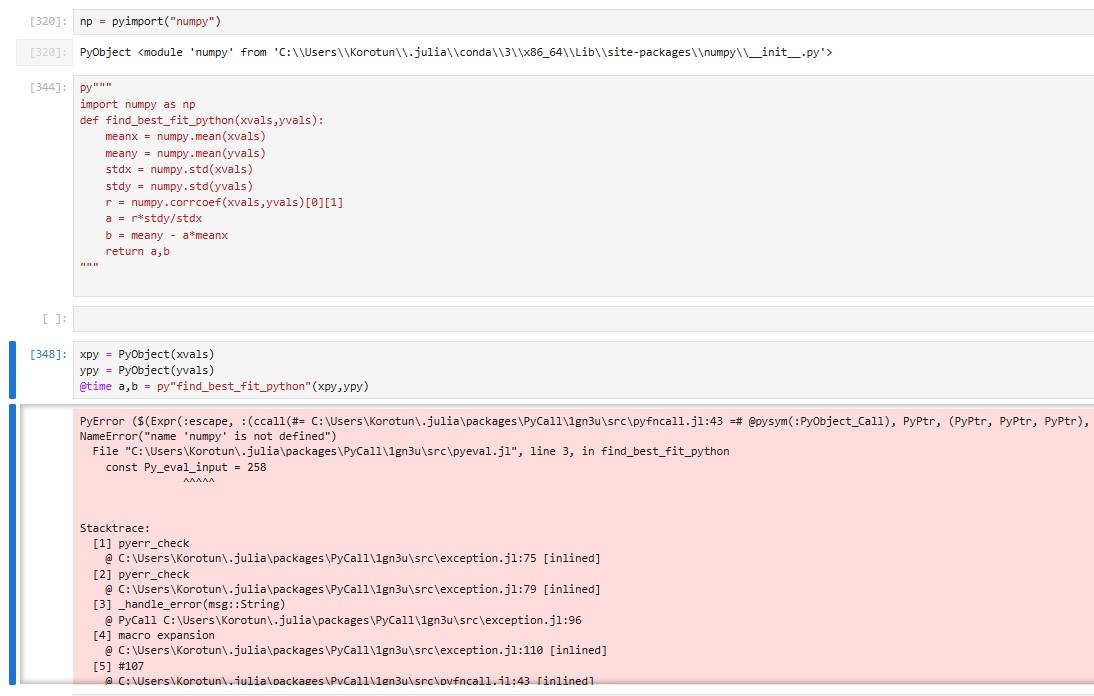 [320]: np = pyimport("numpy")
[320]: PyObject <module 'numpy' from 'C:\\Users\\Korotun\\.julia\\conda\\3\\x86_64\\Lib\\site-packages\\numpy\\__init__.py'>
[344]: py"""
import numpy as np
def find_best_fit_python(xvals,yvals):
    meanx = numpy.mean(xvals)
    meany = numpy.mean(yvals)
    stdx = numpy.std(xvals)
    stdy = numpy.std(yvals)
    r = numpy.corrcoef(xvals,yvals)[0][1]
    a = r*stdy/stdx
    b = meany - a*meanx
    return a,b
"""
[ ]:
[348]: xpy = PyObject(xvals)
ypy = PyObject(yvals)
@time a,b = py"find_best_fit_python"(xpy,ypy)
PyError ($(Expr(:escape, :(ccall(#= C:\Users\Korotun\.julia\packages\PyCall\1gn3u\src\pyfncall.jl:43 =# @pysym(:PyObject_Call), PyPtr, (PyPtr, PyPtr, PyPtr),
NameError("name 'numpy' is not defined")
  File "C:\Users\Korotun\.julia\packages\PyCall\1gn3u\src\pyeval.jl", line 3, in find_best_fit_python
    const Py_eval_input = 258
                ^^^^^
Stacktrace:
  [1] pyerr_check
    @ C:\Users\Korotun\.julia\packages\PyCall\1gn3u\src\exception.jl:75 [inlined]
  [2] pyerr_check
    @ C:\Users\Korotun\.julia\packages\PyCall\1gn3u\src\exception.jl:79 [inlined]
  [3] _handle_error(msg::String)
    @ PyCall C:\Users\Korotun\.julia\packages\PyCall\1gn3u\src\exception.jl:96
  [4] macro expansion
    @ C:\Users\Korotun\.julia\packages\PyCall\1gn3u\src\exception.jl:110 [inlined]
  [5] #107
    @ C:\Users\Korotun\.julia\packages\PyCall\1gn3u\src\pyfncall.jl:43 [inlined]